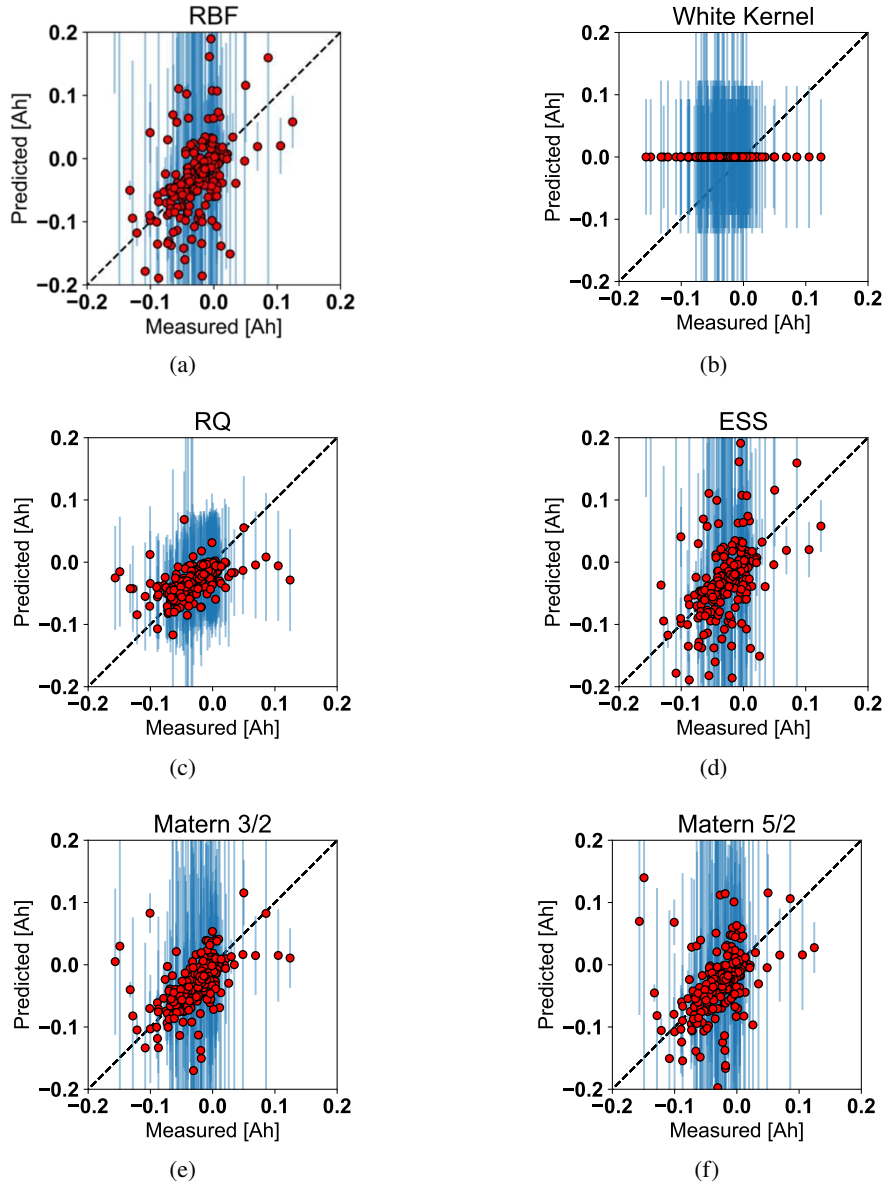 RBF
White Kernel
0.2
0.1
0.0
−0.1
−0.2
Predicted [Ah]
−0.2 −0.1 0.0 0.1 0.2
Measured [Ah]
(a)
0.2
0.1
0.0
−0.1
−0.2
Predicted [Ah]
−0.2 −0.1 0.0 0.1 0.2
Measured [Ah]
(b)
RQ
ESS
0.2
0.1
0.0
−0.1
−0.2
Predicted [Ah]
−0.2 −0.1 0.0 0.1 0.2
Measured [Ah]
(c)
0.2
0.1
0.0
−0.1
−0.2
Predicted [Ah]
−0.2 −0.1 0.0 0.1 0.2
Measured [Ah]
(d)
Matern 3/2
Matern 5/2
0.2
0.1
0.0
−0.1
−0.2
Predicted [Ah]
−0.2 −0.1 0.0 0.1 0.2
Measured [Ah]
(e)
0.2
0.1
0.0
−0.1
−0.2
Predicted [Ah]
−0.2 −0.1 0.0 0.1 0.2
Measured [Ah]
(f)